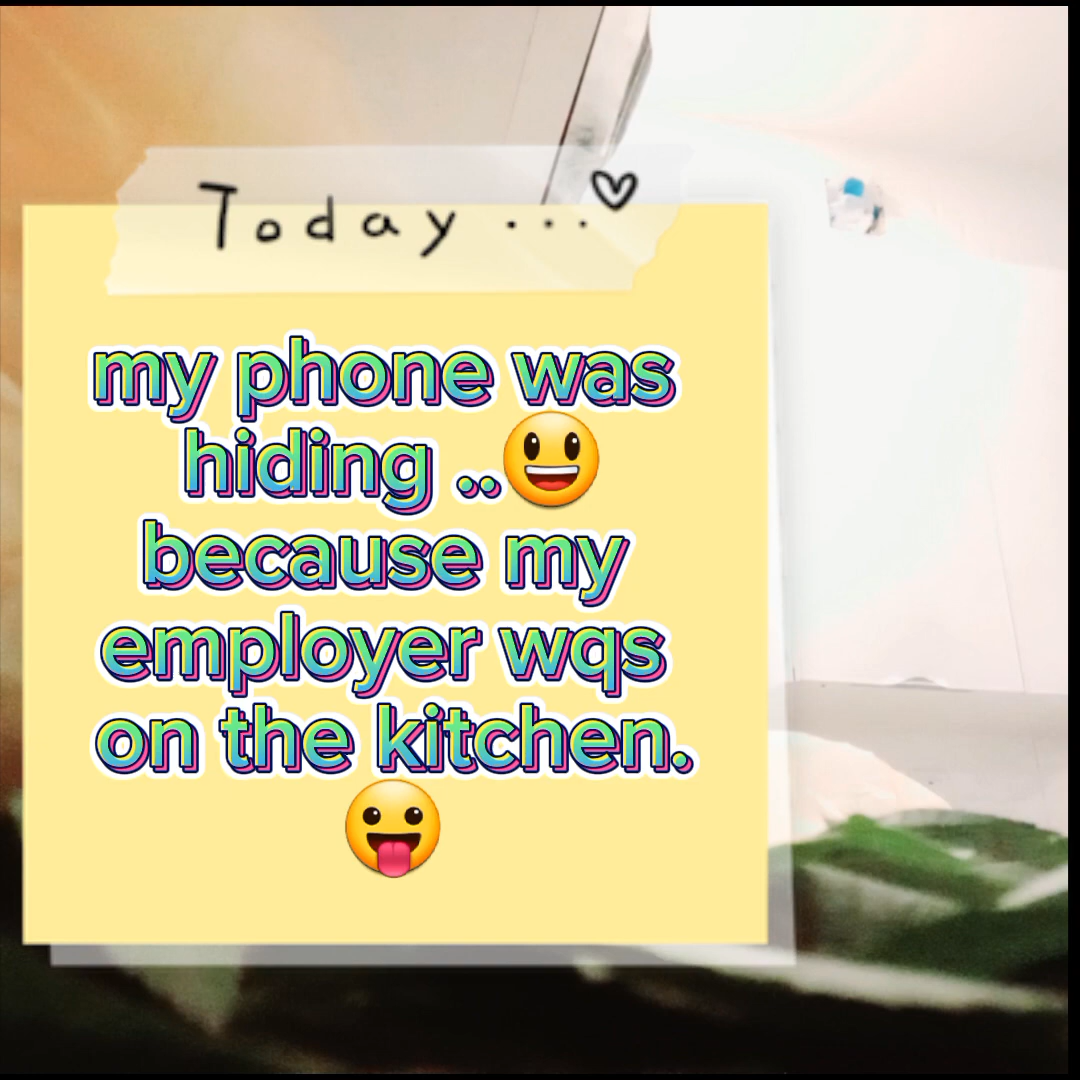 Today ...♡
my phone was
hiding ..😃
because my
employer wqs
on the kitchen.
😛